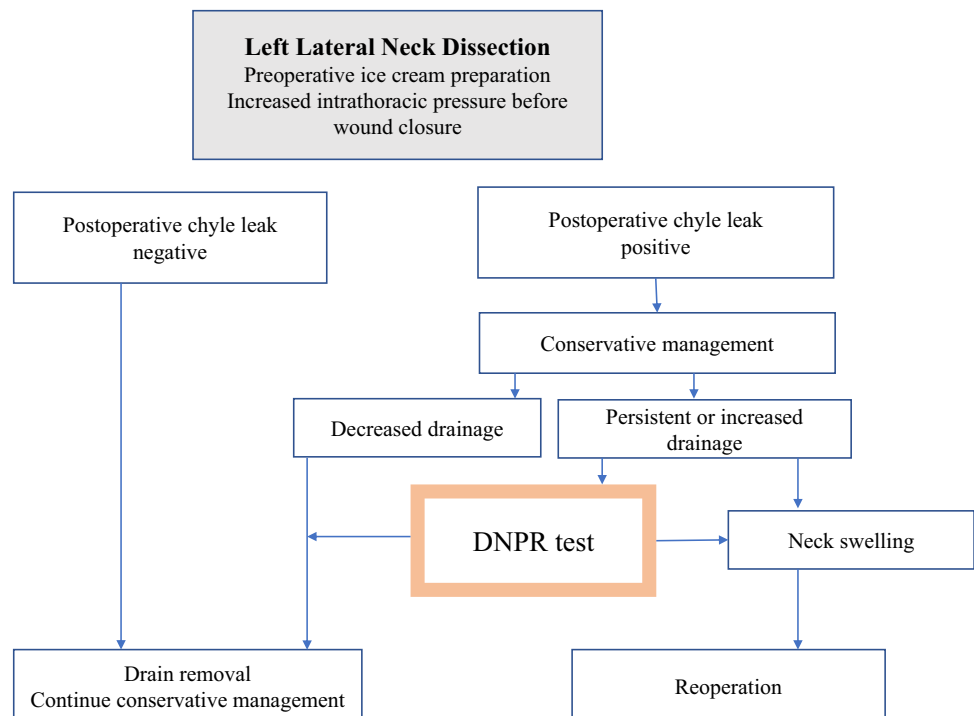 Left Lateral Neck Dissection
Preoperative ice cream preparation
Increased intrathoracic pressure before
wound closure
Postoperative chyle leak
negative
Postoperative chyle leak
positive
Conservative management
Decreased drainage
Persistent or increased
drainage
DNPR test
Neck swelling
Drain removal
Continue conservative management
Reoperation